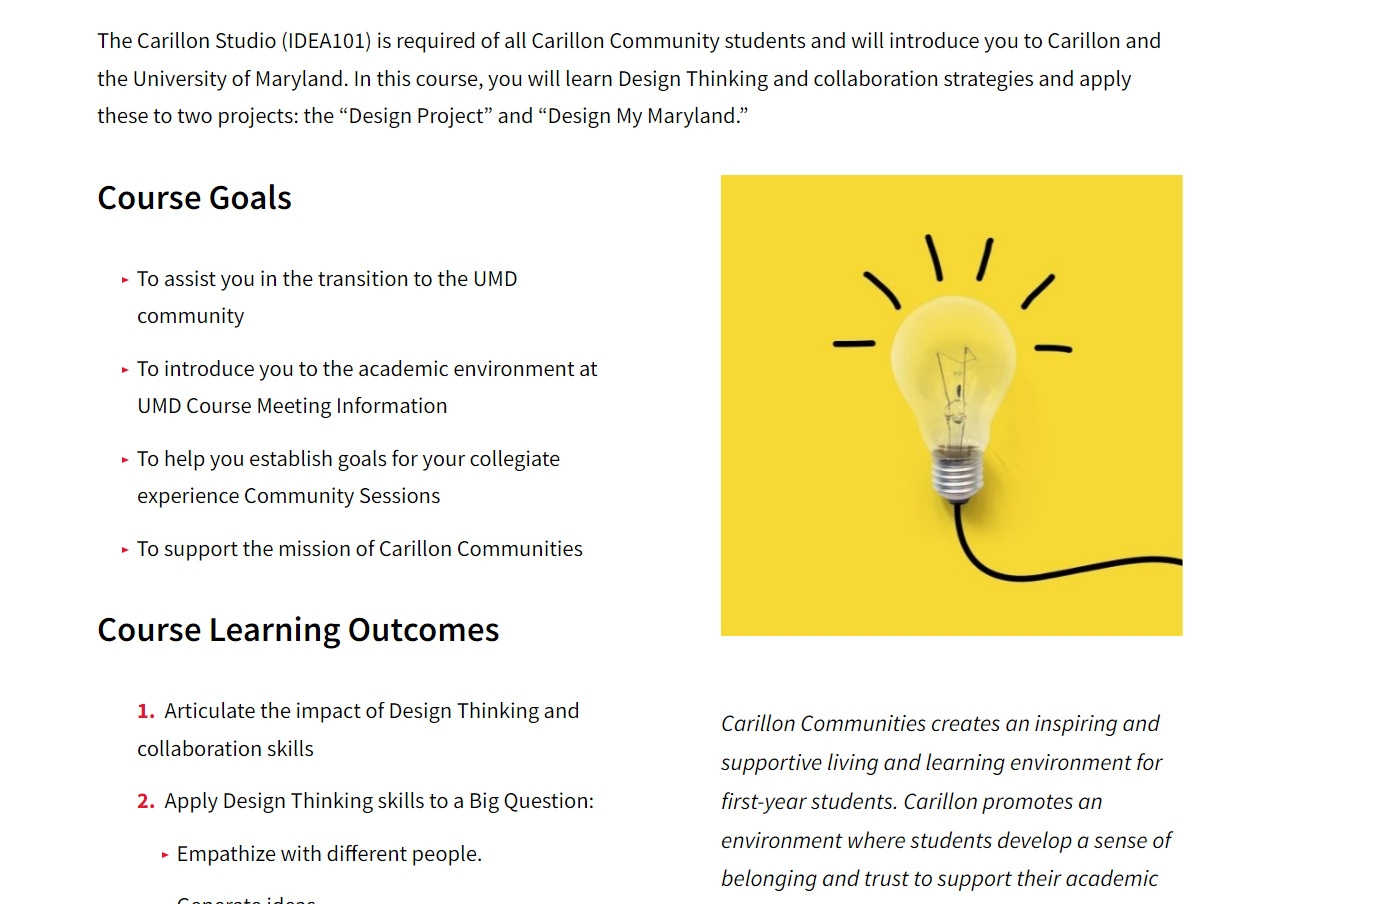 The Carillon Studio (IDEA101) is required of all Carillon Community students and will introduce you to Carillon and
the University of Maryland. In this course, you will learn Design Thinking and collaboration strategies and apply
these to two projects: the “Design Project” and “Design My Maryland.”
Course Goals
To assist you in the transition to the UMD
community
To introduce you to the academic environment at
UMD Course Meeting Information
To help you establish goals for your collegiate
experience Community Sessions
To support the mission of Carillon Communities
Course Learning Outcomes
1. Articulate the impact of Design Thinking and
collaboration skills
2. Apply Design Thinking skills to a Big Question:
Empathize with different people.
Generate ideas
Carillon Communities creates an inspiring and
supportive living and learning environment for
first-year students. Carillon promotes an
environment where students develop a sense of
belonging and trust to support their academic